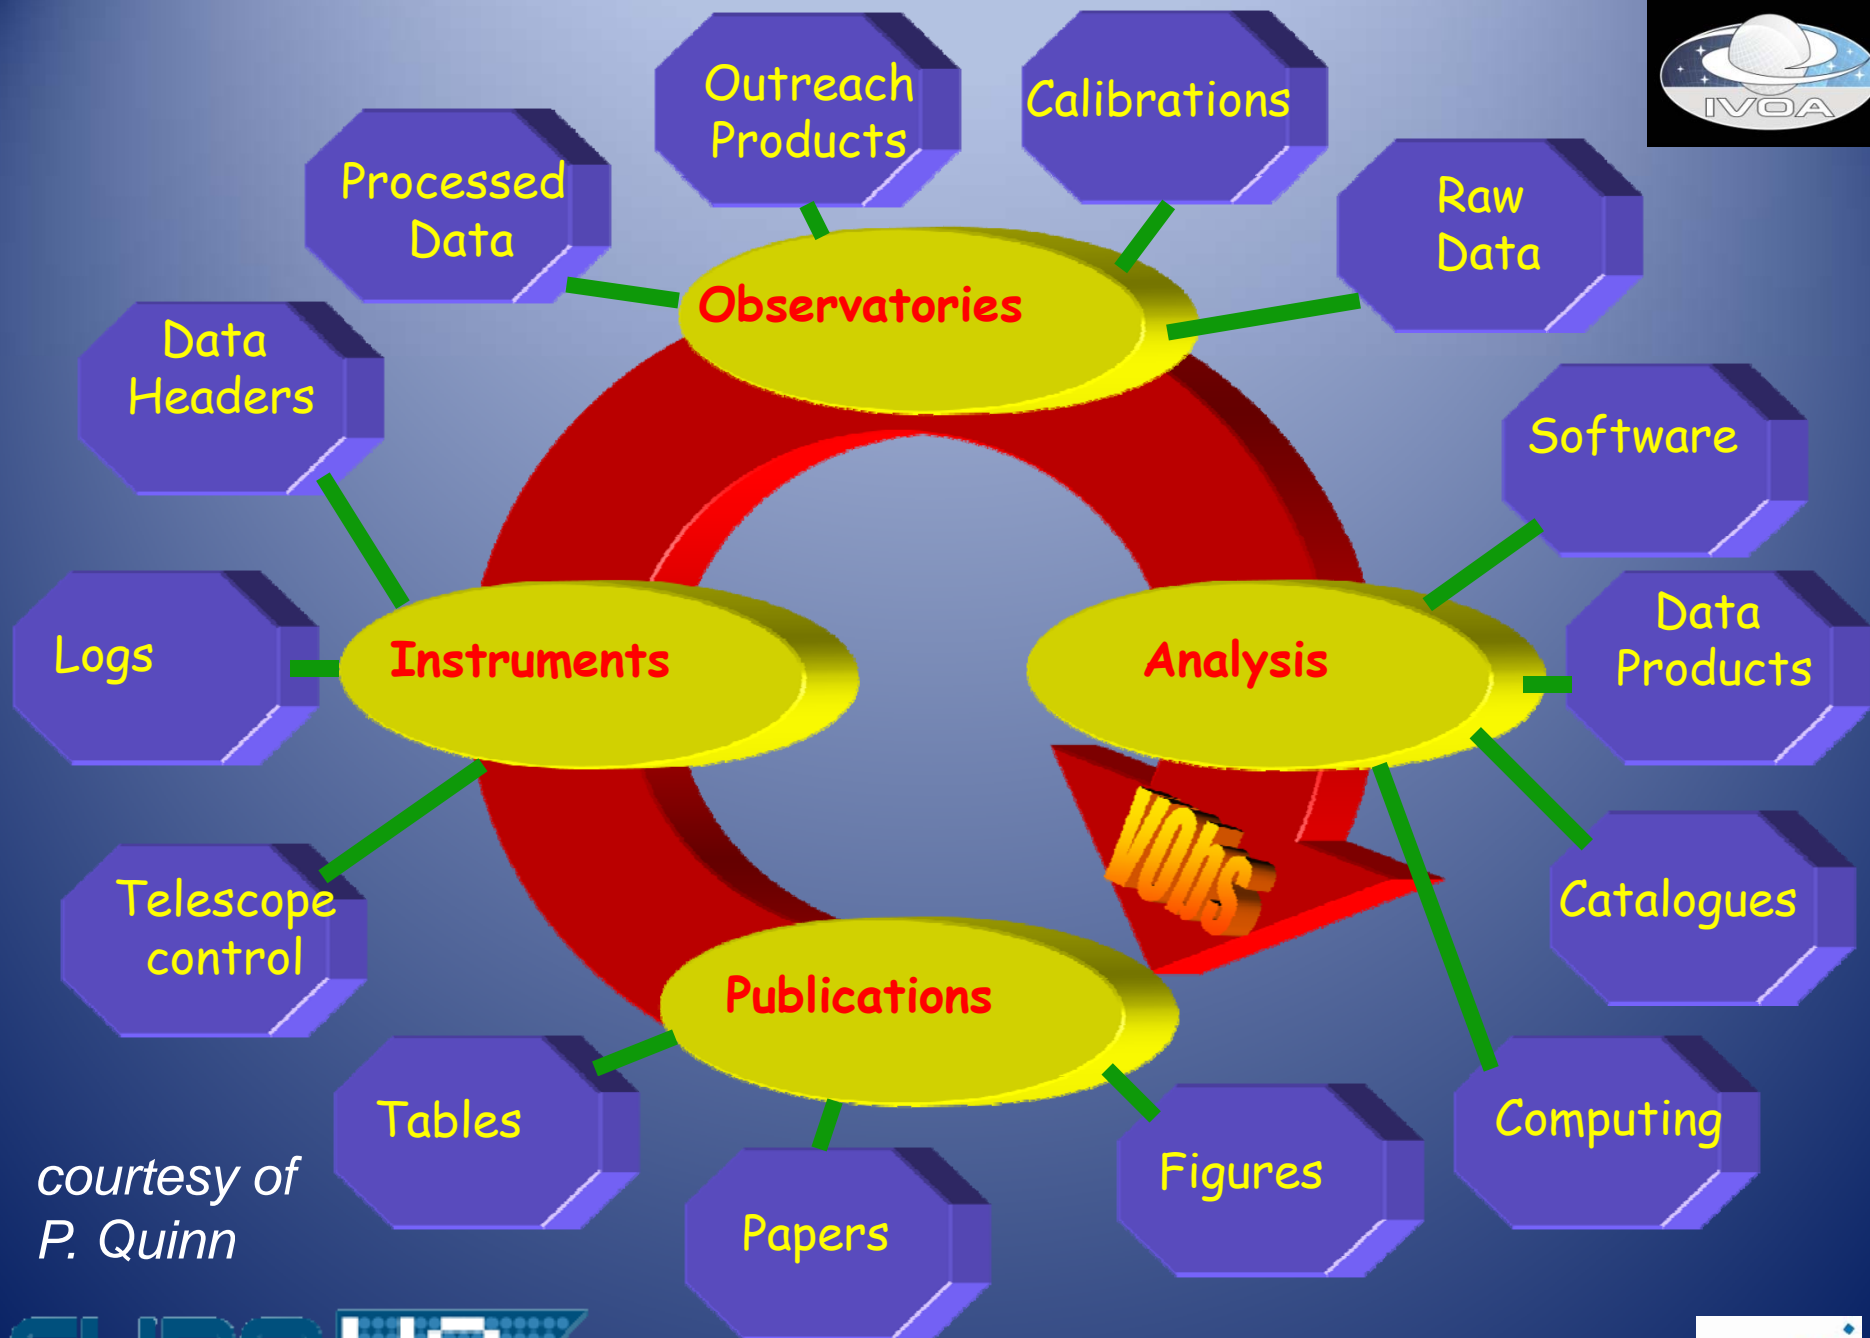 Outreach
Products
Calibrations
IVOA
Processed
Data
Raw
Data
Observatories
Data
Headers
Software
Logs
Instruments
Analysis
Data
Products
VObs
Telescope
control
Catalogues
Publications
Tables
Computing
Figures
Papers
courtesy of
P. Quinn